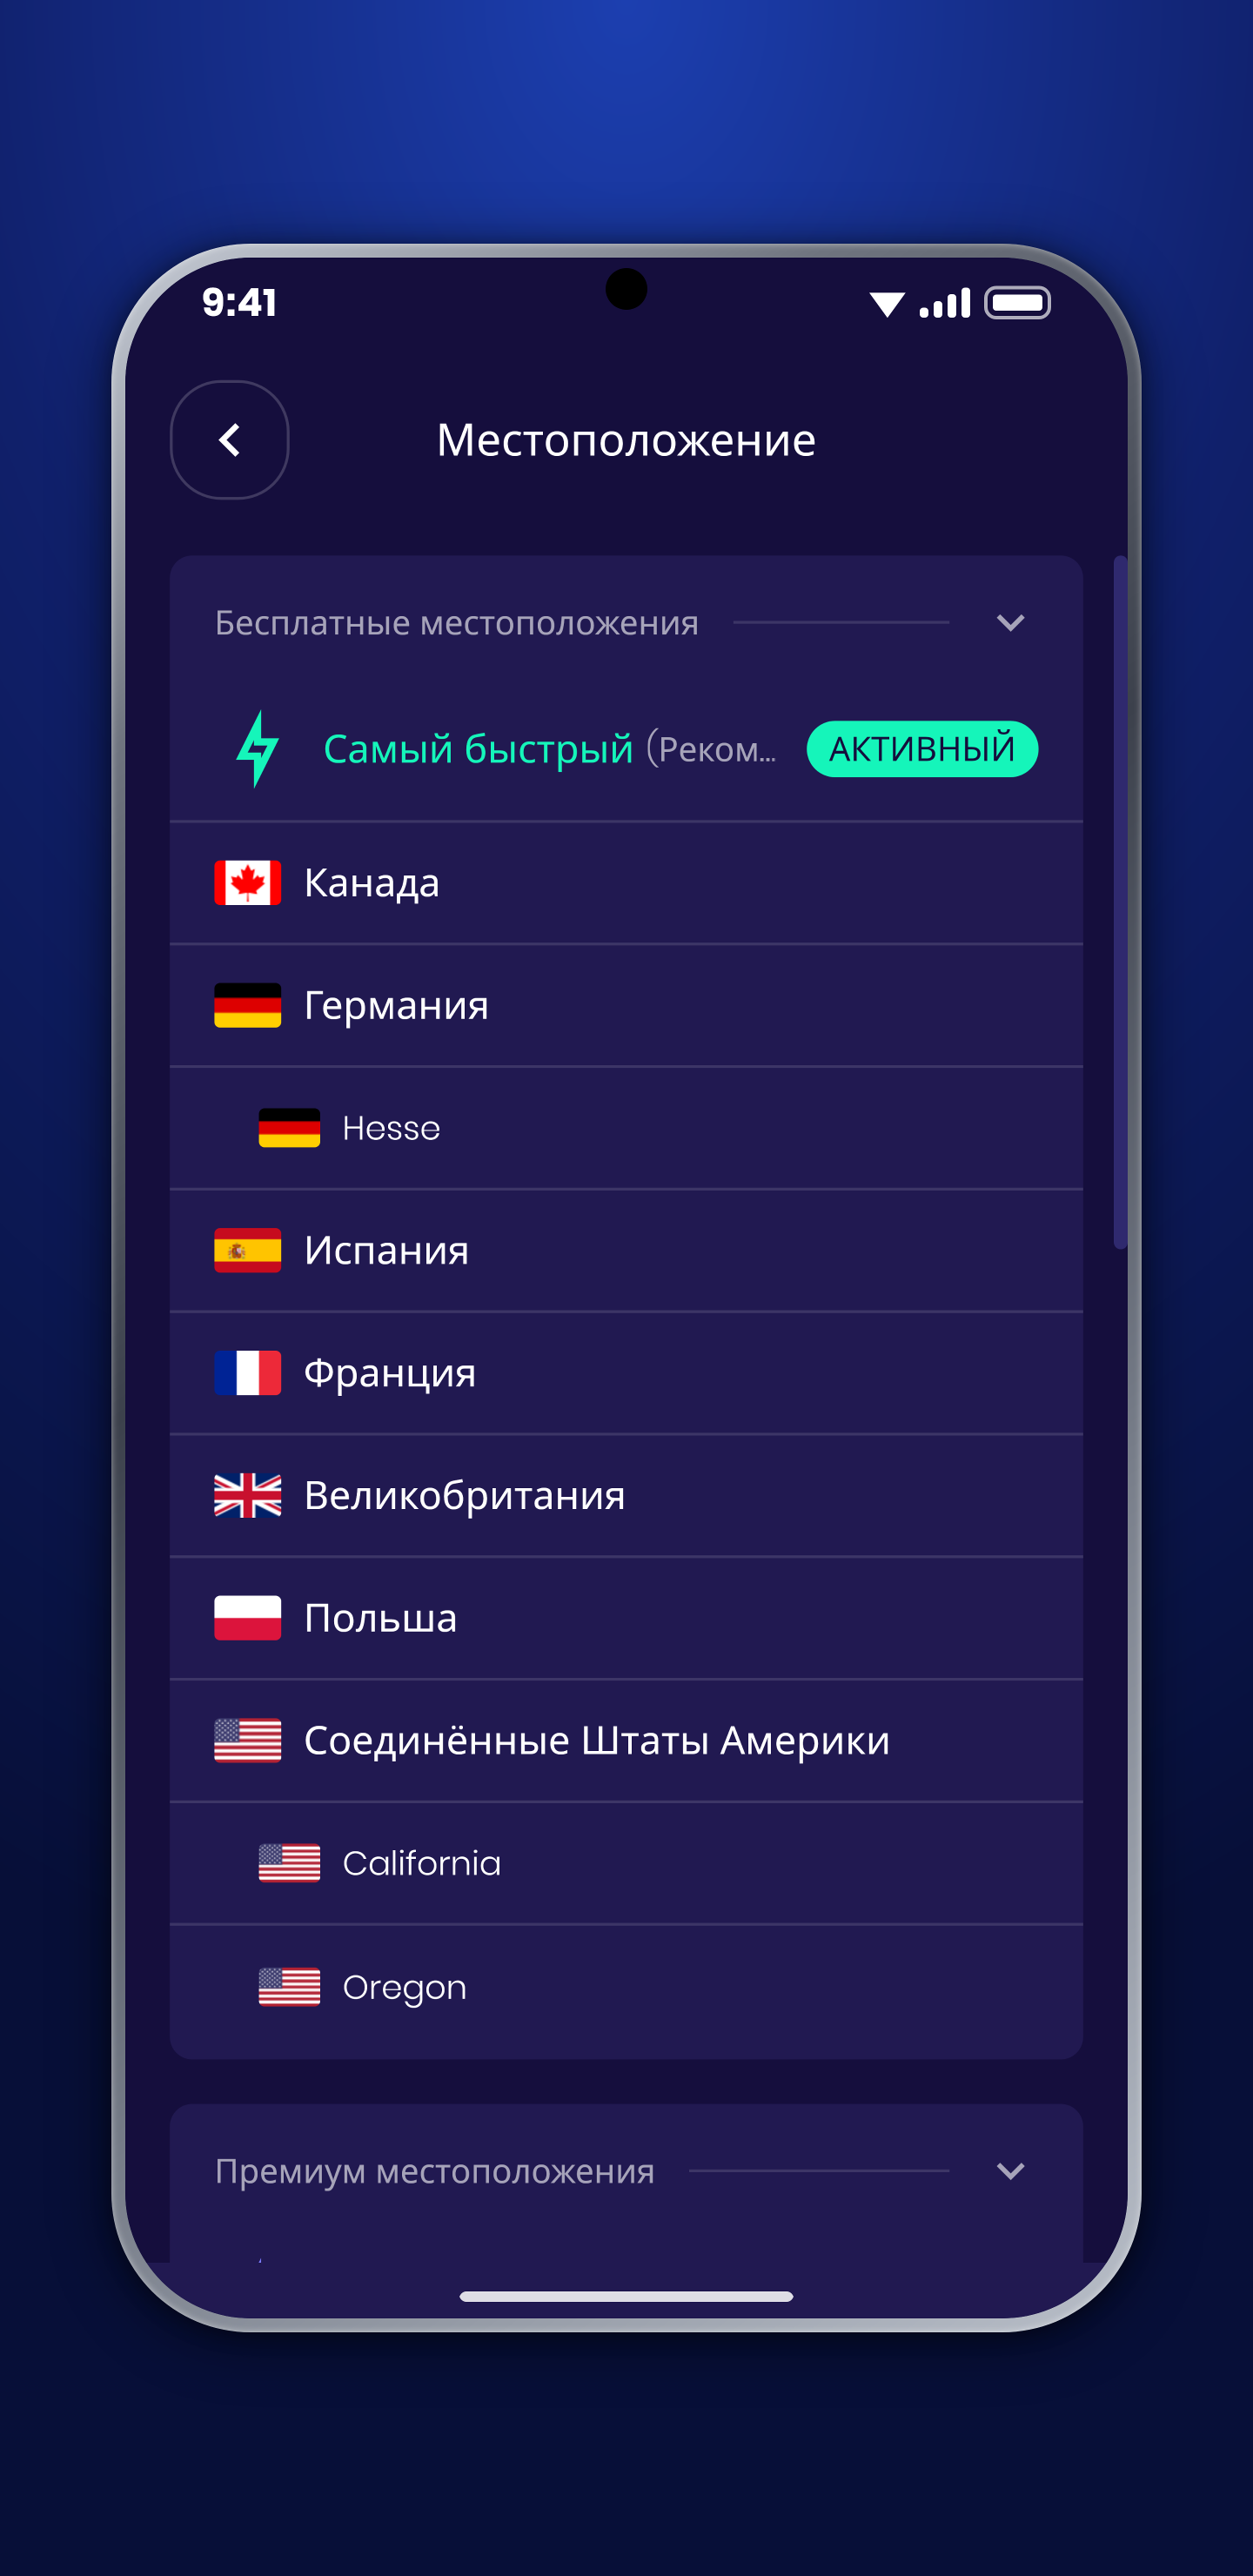 9:41
Местоположение
Бесплатные местоположения
Самый быстрый (Реком... АКТИВНЫЙ
Канада
Германия
Hesse
Испания
Франция
Великобритания
Польша
Соединённые Штаты Америки
California
Oregon
Премиум местоположения